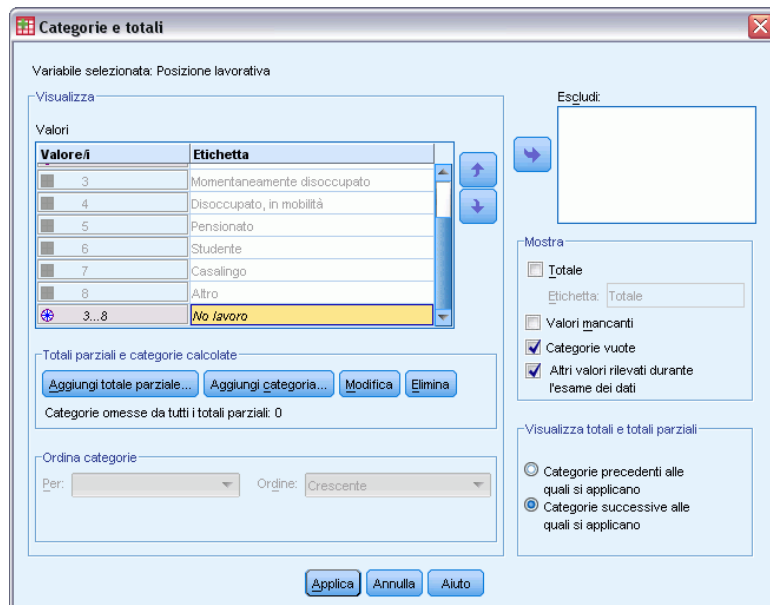 Categorie e totali
Variabile selezionata: Posizione lavorativa
Visualizza
Valori
Valore/i Etichetta
3 Momentaneamente disoccupato
4 Disoccupato, in mobilità
5 Pensionato
6 Studente
7 Casalingo
8 Altro
3...8 No lavoro
Totali parziali e categorie calcolate
Aggiungi totale parziale... Aggiungi categoria... Modifica Elimina
Categorie omesse da tutti i totali parziali: 0
Ordina categorie
Per: Ordine: Crescente
Escludi:
Mostra
Totale
Etichetta: Totale
Valori mancanti
Categorie vuote
Altri valori rilevati durante
l'esame dei dati
Visualizza totali e totali parziali
Categorie precedenti alle
quali si applicano
Categorie successive alle
quali si applicano
Applica Annulla Aiuto